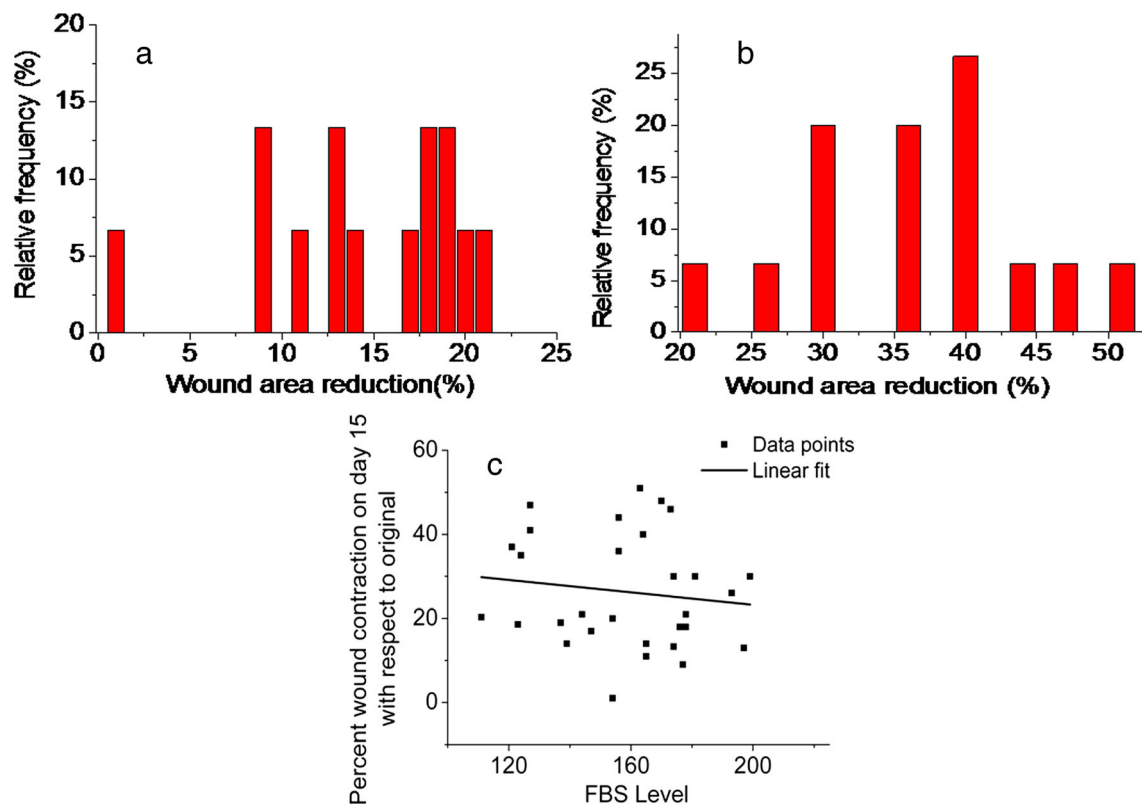 a
Relative frequency (%)
20
15
10
5
0
0 5 10 15 20 25
Wound area reduction(%)
b
Relative frequency (%)
25
20
15
10
5
0
20 25 30 35 40 45 50
Wound area reduction (%)
c
Percent wound contraction on day 15
with respect to original
60
40
20
0
Data points
Linear fit
120 160 200
FBS Level